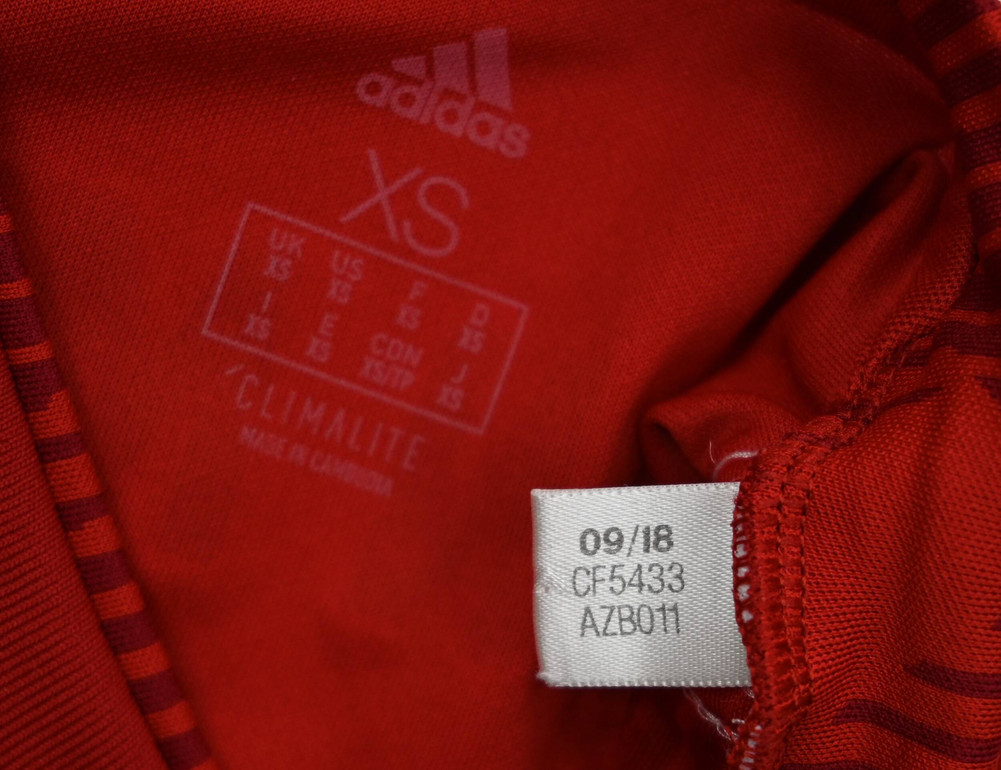 adidas
XS
UK US F D
XS XS XS XS
I E CDN J
XS XS XS/TP XS
CLIMALITE
MADE IN CAMBODIA
09/18
CF5433
AZB011